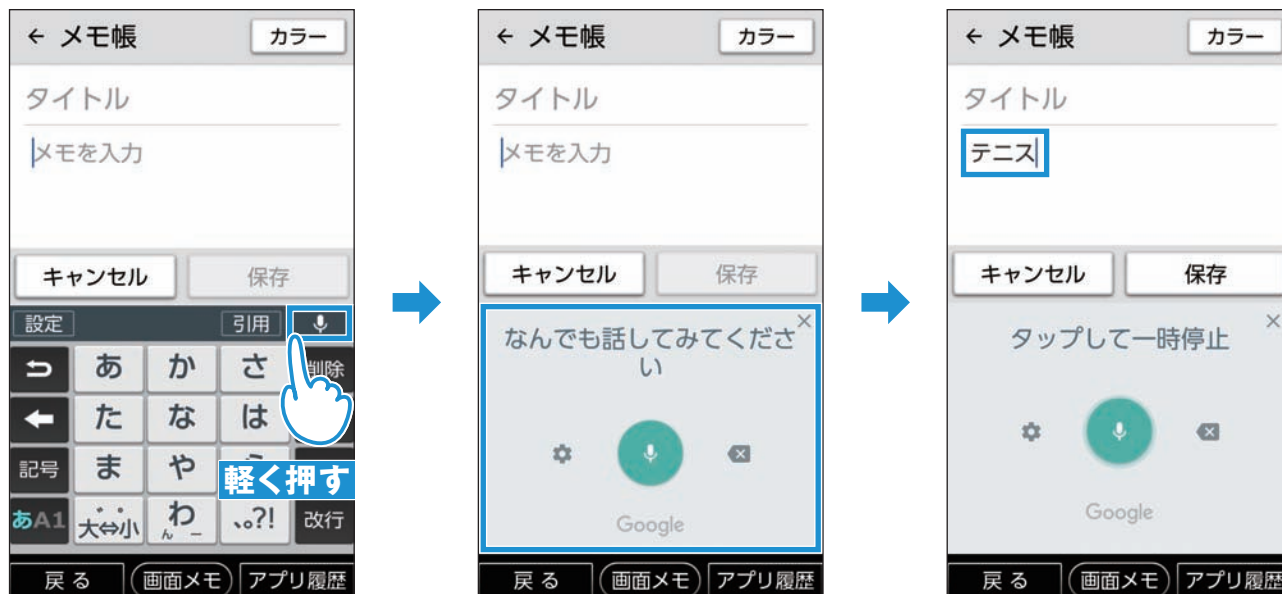 ← メモ帳 カラー
タイトル
メモを入力
キャンセル 保存
設定 引用
あ か さ 削除
た な は
記号 ま や
軽く押す
あA1 大⇔小 わ ん ー 、。?! 改行
戻る 画面メモ アプリ履歴
← メモ帳 カラー
タイトル
メモを入力
キャンセル 保存
なんでも話してみてくださ
い
Google
戻る 画面メモ アプリ履歴
← メモ帳 カラー
タイトル
テニス
キャンセル 保存
タップして一時停止
Google
戻る 画面メモ アプリ履歴